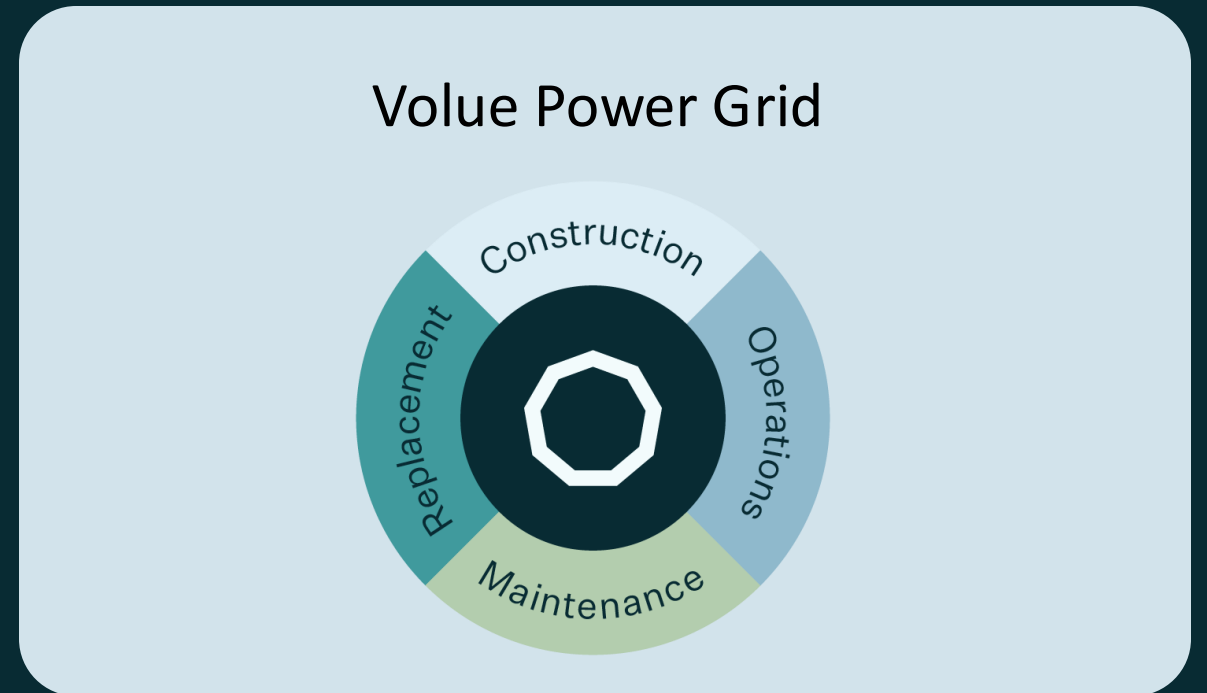 Volue Power Grid
Construction
Operations
Maintenance
Replacement